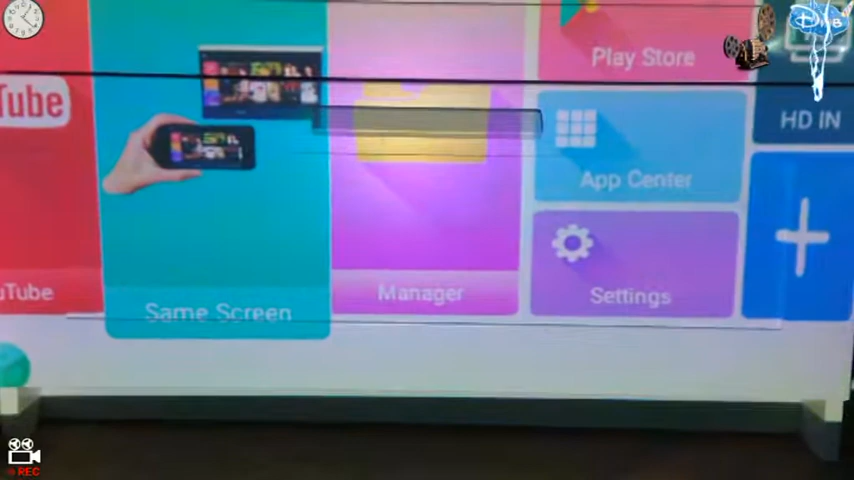 Play Store
Tube
HD IN
App Center
uTube
Manager
Settings
Same Screen
REC